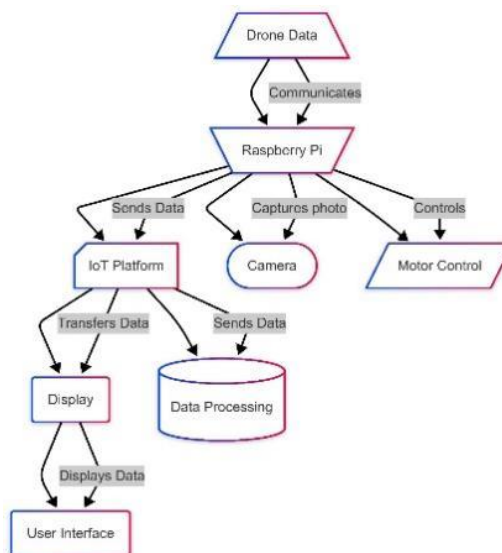 Drone Data
Communicates
Raspberry Pi
Sends Data
Captures photo
Controls
IoT Platform
Camera
Motor Control
Transfers Data
Sends Data
Display
Data Processing
Displays Data
User Interface